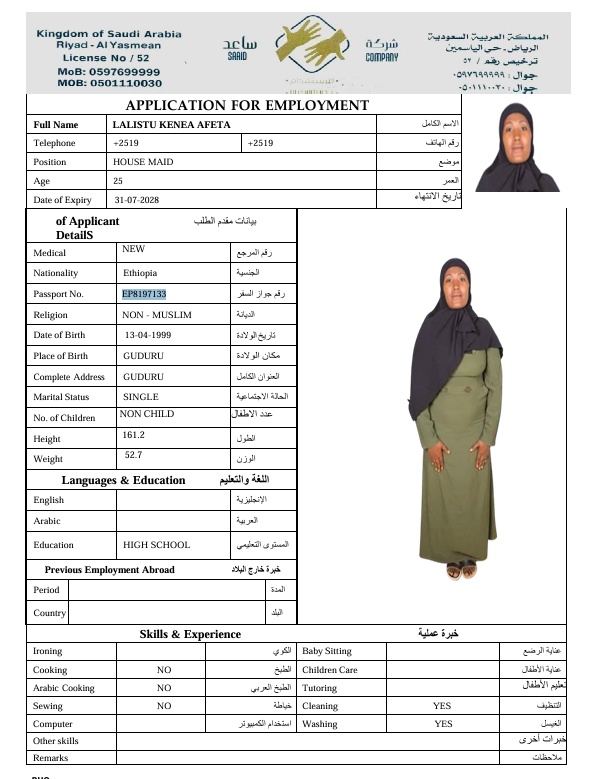 Kingdom of Saudi Arabia
Riyad - Al Yasmean
License No / 52
MoB: 0597699999
MOB: 0501110030
ساعد
SAAID
شركة
COMPANY
المملكة العربية السعودية
الرياض - حي الياسمين
ترخيص رقم / ٥٢
جوال : ٠٥٩٧٦٩٩٩٩٩
جوال : ٠٥٠١١١٠٠٣٠
APPLICATION FOR EMPLOYMENT
Full Name LALISTU KENEA AFETA الاسم الكامل
Telephone +2519 +2519 رقم الهاتف
Position HOUSE MAID موضع
Age 25 العمر
Date of Expiry 31-07-2028 تاريخ الانتهاء
of Applicant بيانات مقدم الطلب
DetailS
Medical NEW رقم المرجع
Nationality Ethiopia الجنسية
Passport No. EP8197133 رقم جواز السفر
Religion NON - MUSLIM الديانة
Date of Birth 13-04-1999 تاريخ الولادة
Place of Birth GUDURU مكان الولادة
Complete Address GUDURU العنوان الكامل
Marital Status SINGLE الحالة الاجتماعية
No. of Children NON CHILD عدد الاطفال
Height 161.2 الطول
Weight 52.7 الوزن
Languages & Education اللغة والتعليم
English الإنجليزية
Arabic العربية
Education HIGH SCHOOL المستوى التعليمي
Previous Employment Abroad خبرة خارج البلاد
Period المدة
Country البلد
Skills & Experience خبرة عملية
Ironing الكوي Baby Sitting عناية الرضع
Cooking NO الطبخ Children Care عناية الأطفال
Arabic Cooking NO الطبخ العربي Tutoring تعليم الأطفال
Sewing NO خياطة Cleaning YES التنظيف
Computer استخدام الكمبيوتر Washing YES الغسيل
Other skills خبرات أخرى
Remarks ملاحظات